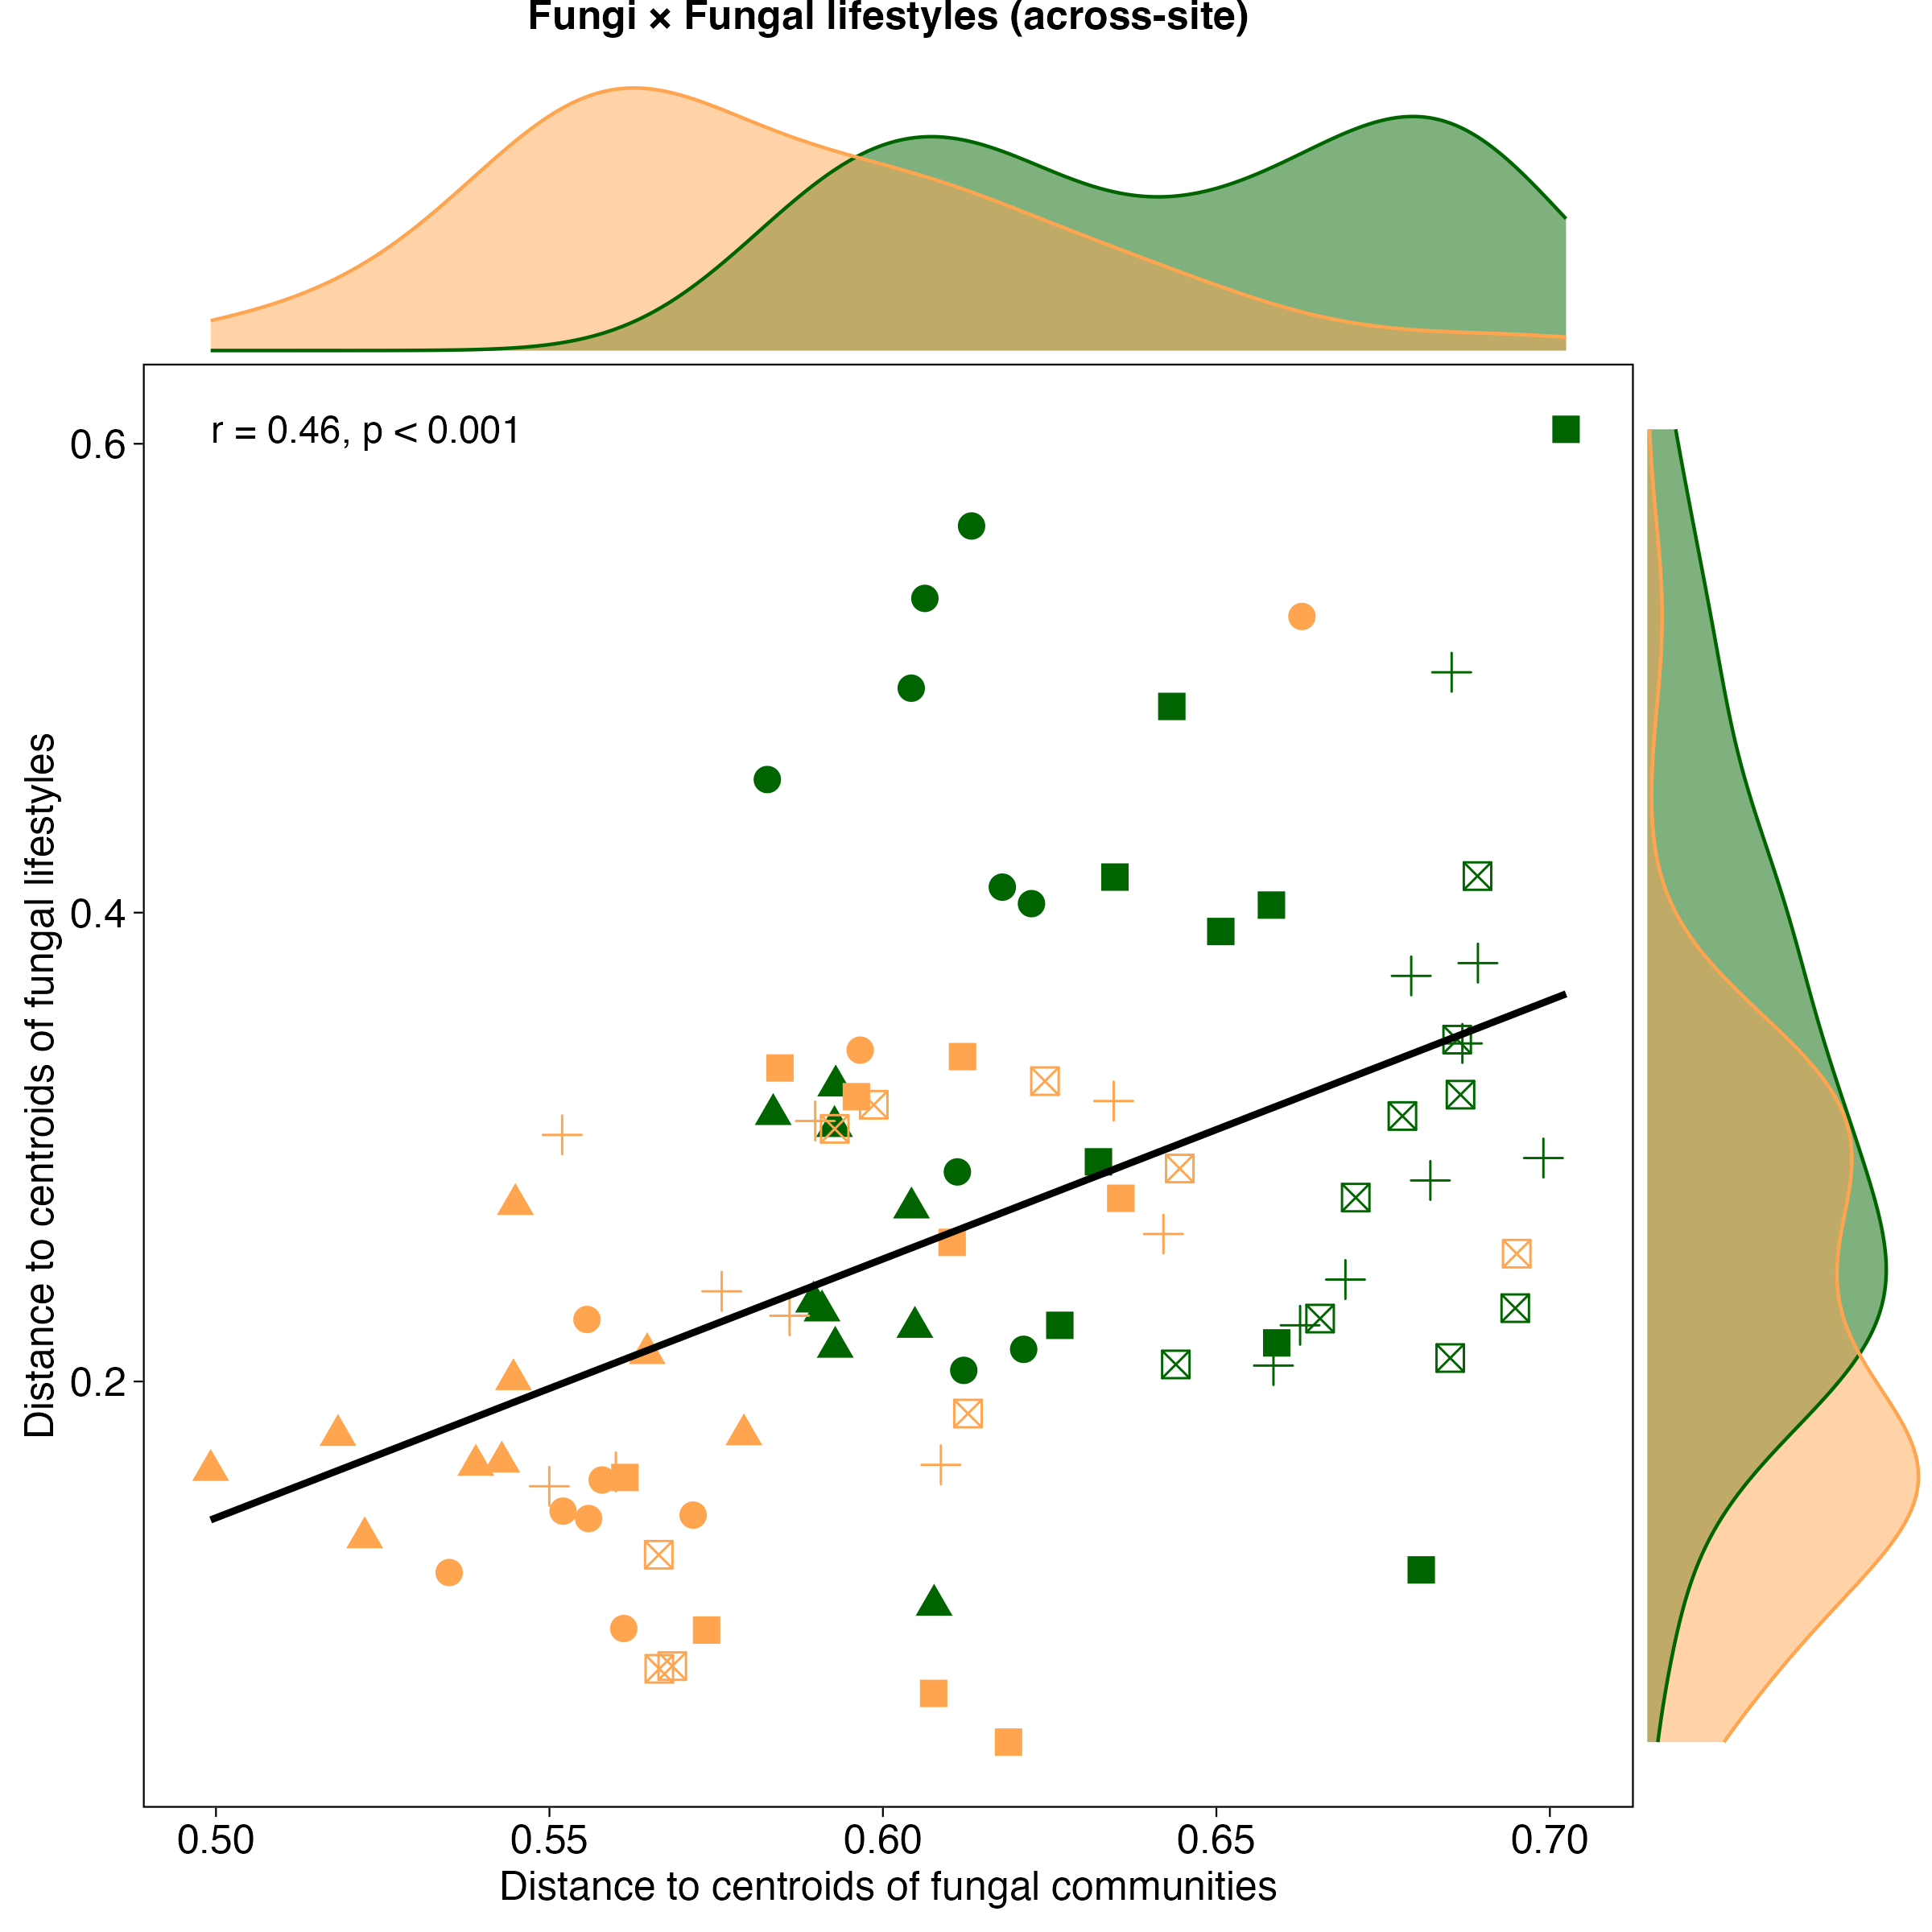 Fungi × Fungal lifestyles (across-site)
r = 0.46, p < 0.001
0.6
0.4
0.2
Distance to centroids of fungal lifestyles
0.50 0.55 0.60 0.65 0.70
Distance to centroids of fungal communities